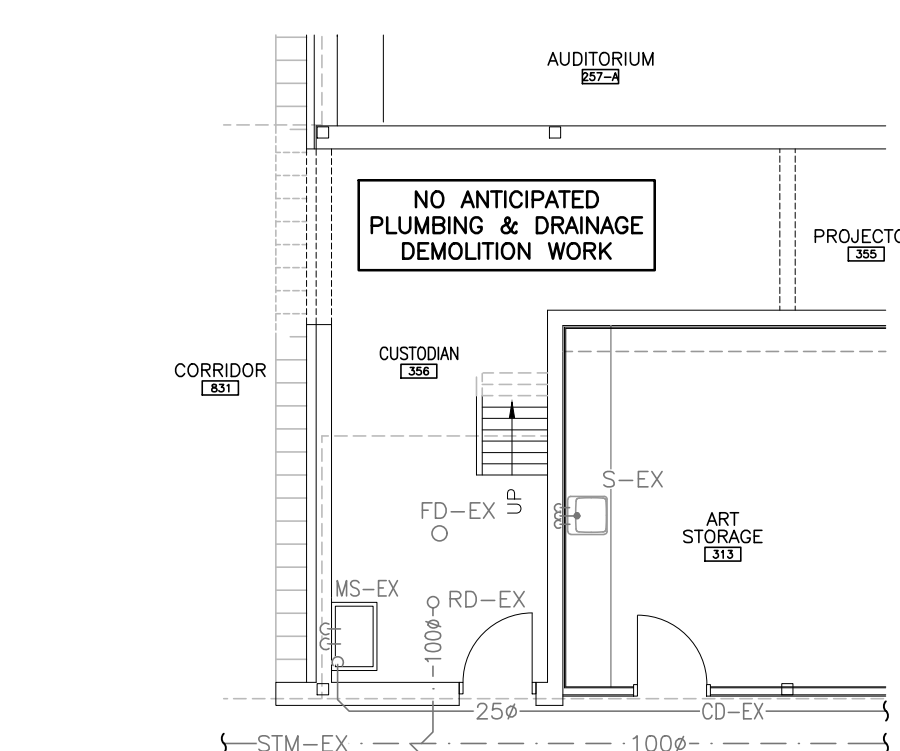 AUDITORIUM
257-A
NO ANTICIPATED
PLUMBING & DRAINAGE
DEMOLITION WORK
PROJECTO
355
CUSTODIAN
356
CORRIDOR
831
UP
S-EX
FD-EX
ART
STORAGE
313
MS-EX
RD-EX
100ø
25ø
CD-EX
STM-EX
100ø